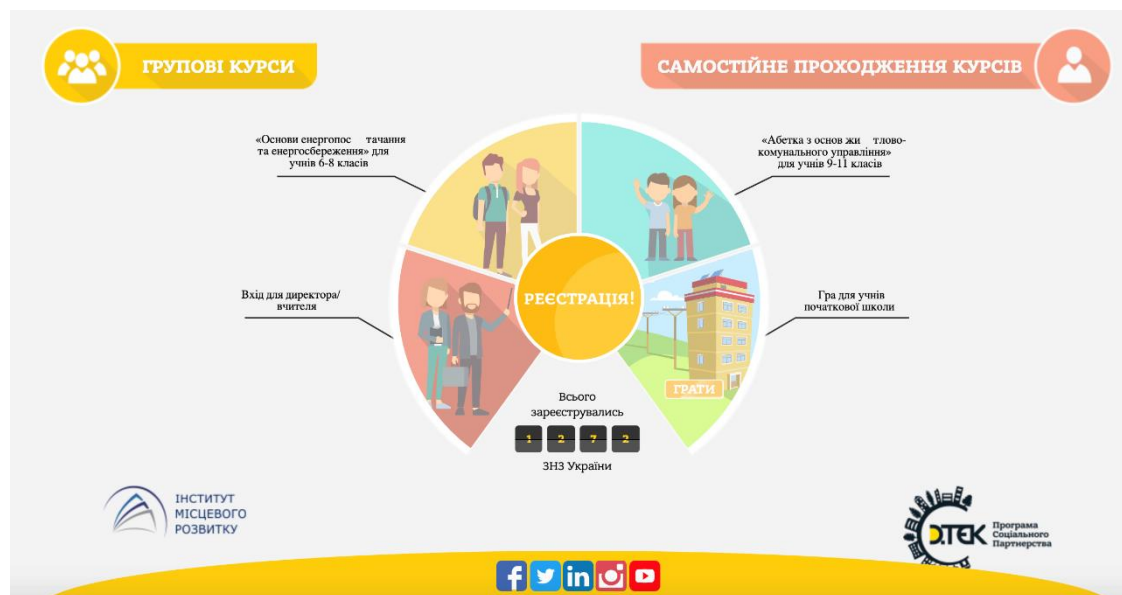 ГРУПОВІ КУРСИ
САМОСТІЙНЕ ПРОХОДЖЕННЯ КУРСІВ
«Основи енергопос тачання
та енергосбереження» для
учнів 6-8 класів
«Абетка з основ жи тлово-
комунального управління»
для учнів 9-11 класів
Вхід для директора/
вчителя
РЕЄСТРАЦІЯ!
Гра для учнів
початкової школи
ГРАТИ
Всього
зареєструвались
1 2 7 2
ЗНЗ України
ІНСТИТУТ
МІСЦЕВОГО
РОЗВИТКУ
D.TEK
Програма
Соціального
Партнерства